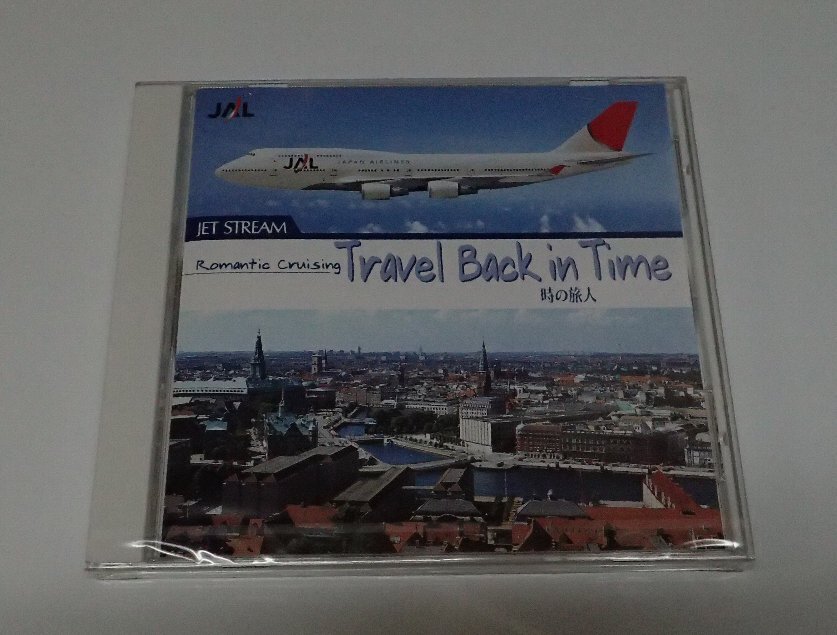 JAL
JAL JAPAN AIRLINES
JET STREAM
Romantic Cruising Travel Back in Time
時の旅人